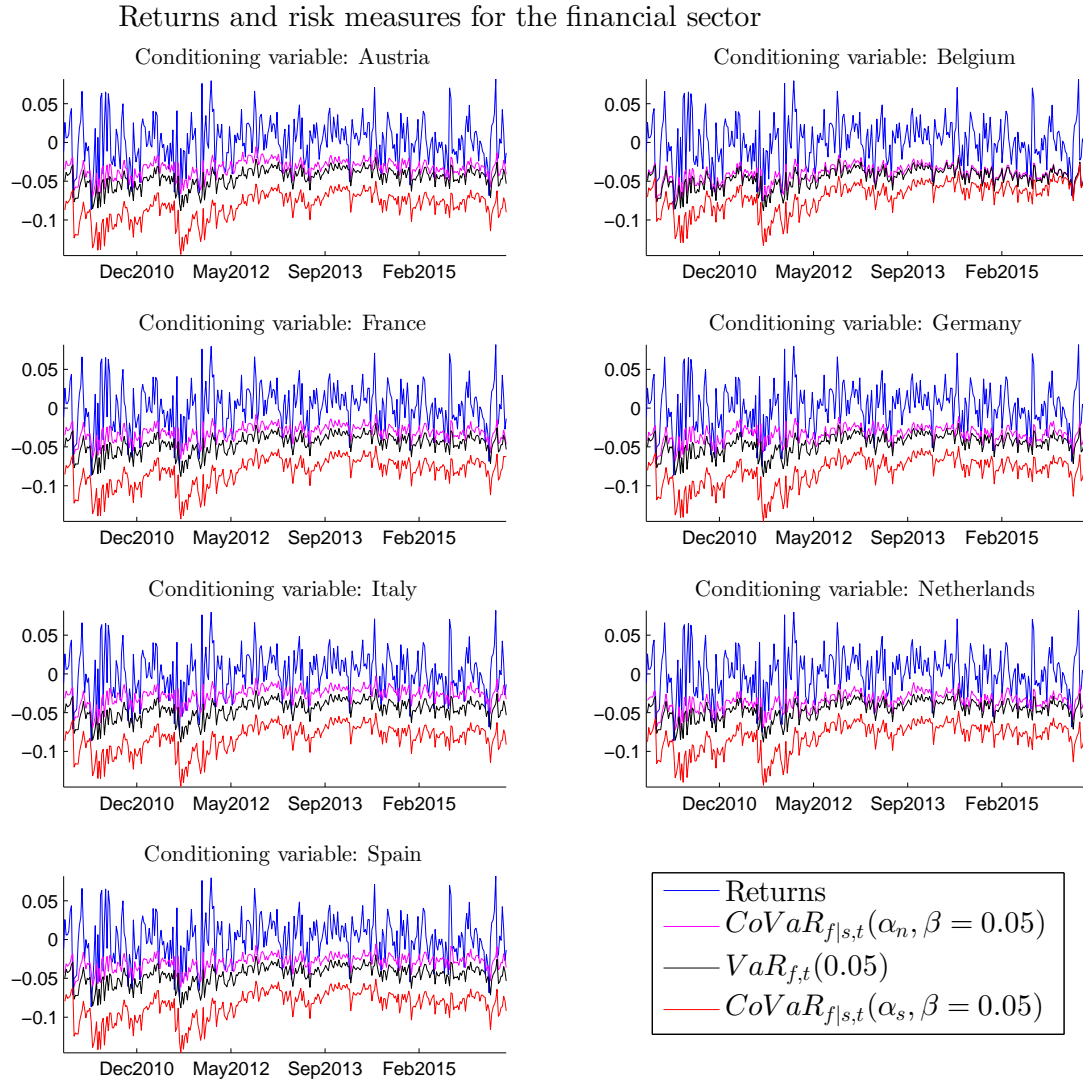 Returns and risk measures for the financial sector
Conditioning variable: Austria
0.05
0
−0.05
−0.1
Dec2010 May2012 Sep2013 Feb2015
Conditioning variable: Belgium
0.05
0
−0.05
−0.1
Dec2010 May2012 Sep2013 Feb2015
Conditioning variable: France
0.05
0
−0.05
−0.1
Dec2010 May2012 Sep2013 Feb2015
Conditioning variable: Germany
0.05
0
−0.05
−0.1
Dec2010 May2012 Sep2013 Feb2015
Conditioning variable: Italy
0.05
0
−0.05
−0.1
Dec2010 May2012 Sep2013 Feb2015
Conditioning variable: Netherlands
0.05
0
−0.05
−0.1
Dec2010 May2012 Sep2013 Feb2015
Conditioning variable: Spain
0.05
0
−0.05
−0.1
Dec2010 May2012 Sep2013 Feb2015
Returns
CoVaR_{f|s,t}(α_n, β = 0.05)
VaR_{f,t}(0.05)
CoVaR_{f|s,t}(α_s, β = 0.05)